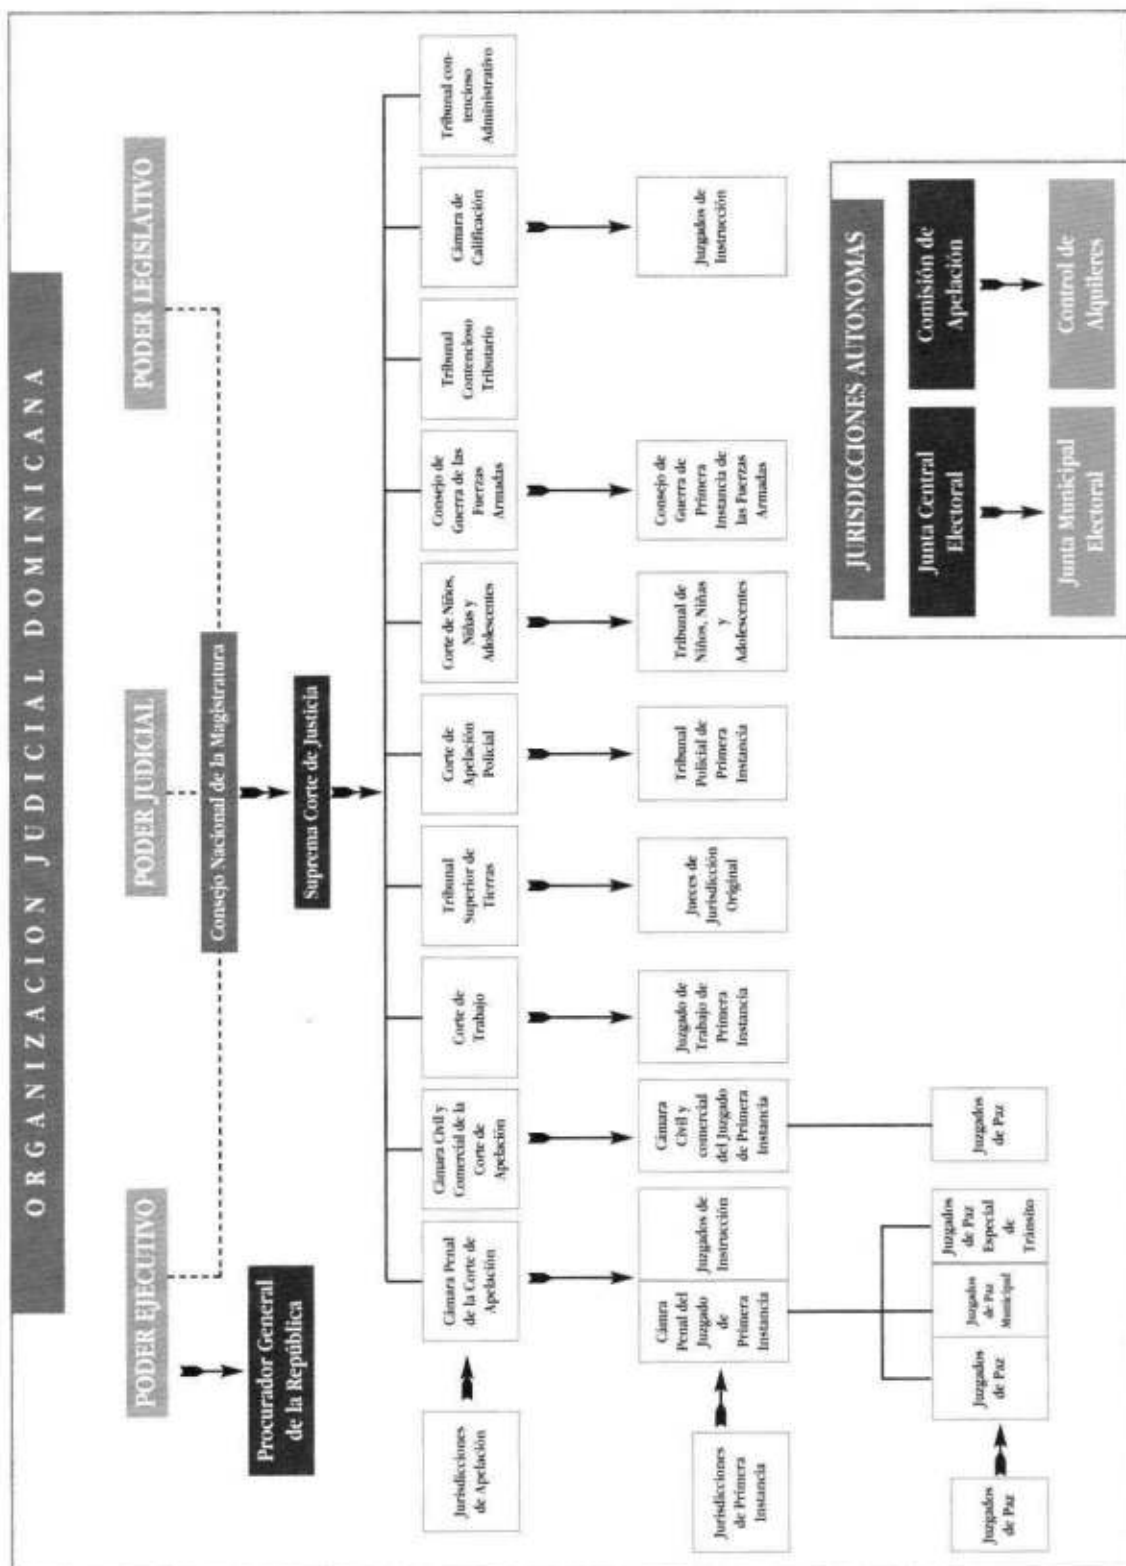 ORGANIZACION JUDICIAL DOMINICANA
PODER EJECUTIVO
PODER JUDICIAL
PODER LEGISLATIVO
Procurador General
de la República
Consejo Nacional de la Magistratura
Suprema Corte de Justicia
Jurisdicciones
de Apelación
Cámara Penal
de la Corte de
Apelación
Cámara Civil y
Comercial de la
Corte de
Apelación
Corte de
Trabajo
Tribunal
Superior de
Tierras
Corte de
Apelación
Policial
Corte de Niños,
Niñas y
Adolescentes
Consejo de
Guerra de las
Fuerzas
Armadas
Tribunal
Contencioso
Tributario
Cámara de
Calificación
Tribunal con-
tencioso
Administrativo
Jurisdicciones
de Primera
Instancia
Cámra
Penal del
Juzgado
de
Primera
Instancia
Juzgados de
Instrucción
Cámara
Civil y
comercial
del Juzgado
de Primera
Instancia
Juzgado de
Trabajo de
Primera
Instancia
Jueces de
Jurisdicción
Original
Tribunal
Policial de
Primera
Instancia
Tribunal de
Niños, Niñas
y
Adolescentes
Consejo de
Guerra de
Primera
Instancia de
las Fuerzas
Armadas
Juzgados de
Instrucción
Juzgados
de Paz
Juzgados
de Paz
Juzgados
de Paz
Municipal
Juzgados
de Paz
Especial
de
Tránsito
Juzgados
de Paz
JURISDICCIONES AUTONOMAS
Junta Central
Electoral
Comisión de
Apelación
Junta Municipal
Electoral
Control de
Alquileres